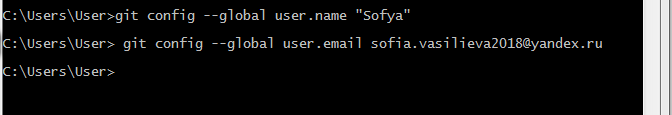 C:\Users\User>git config --global user.name "Sofya"
C:\Users\User> git config --global user.email sofia.vasilieva2018@yandex.ru
C:\Users\User>